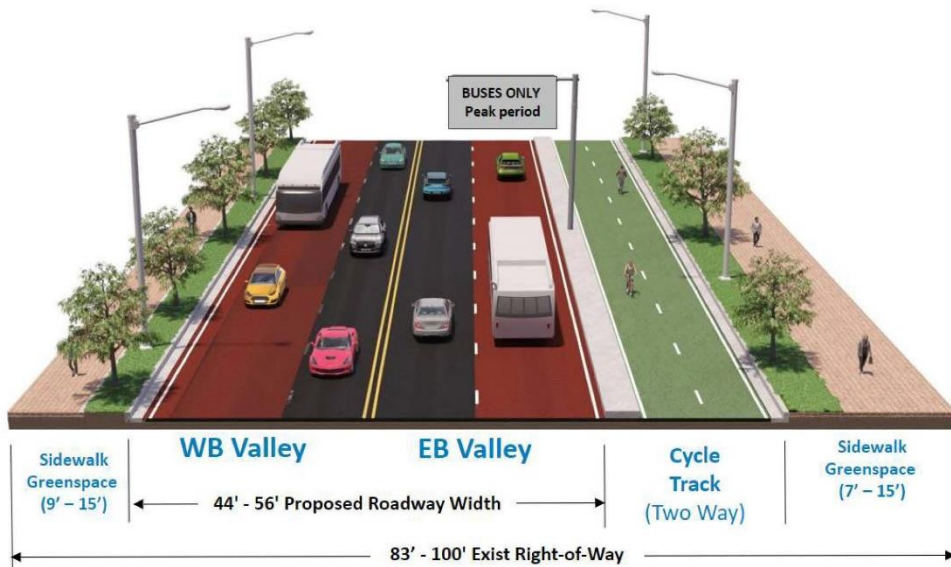 BUSES ONLY
Peak period
WB Valley
EB Valley
Sidewalk
Greenspace
(9’ – 15’)
44' - 56' Proposed Roadway Width
Cycle
Track
(Two Way)
Sidewalk
Greenspace
(7’ – 15’)
83’ - 100' Exist Right-of-Way